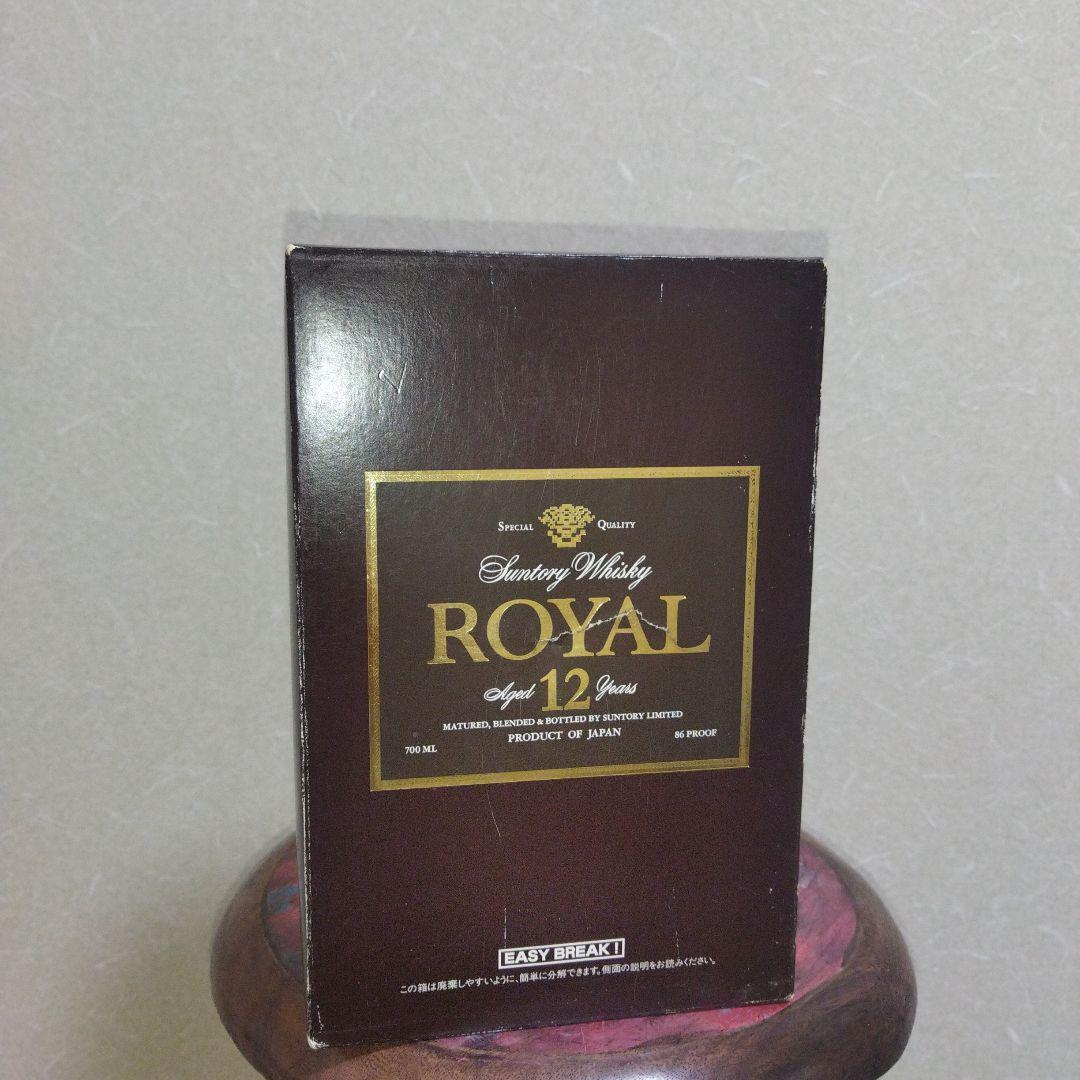 SPECIAL QUALITY
Suntory Whisky
ROYAL
Aged 12 Years
MATURED, BLENDED & BOTTLED BY SUNTORY LIMITED
700 ML PRODUCT OF JAPAN 86 PROOF
EASY BREAK!
この箱は廃棄しやすいように、簡単に分解できます。側面の説明をお読みください。